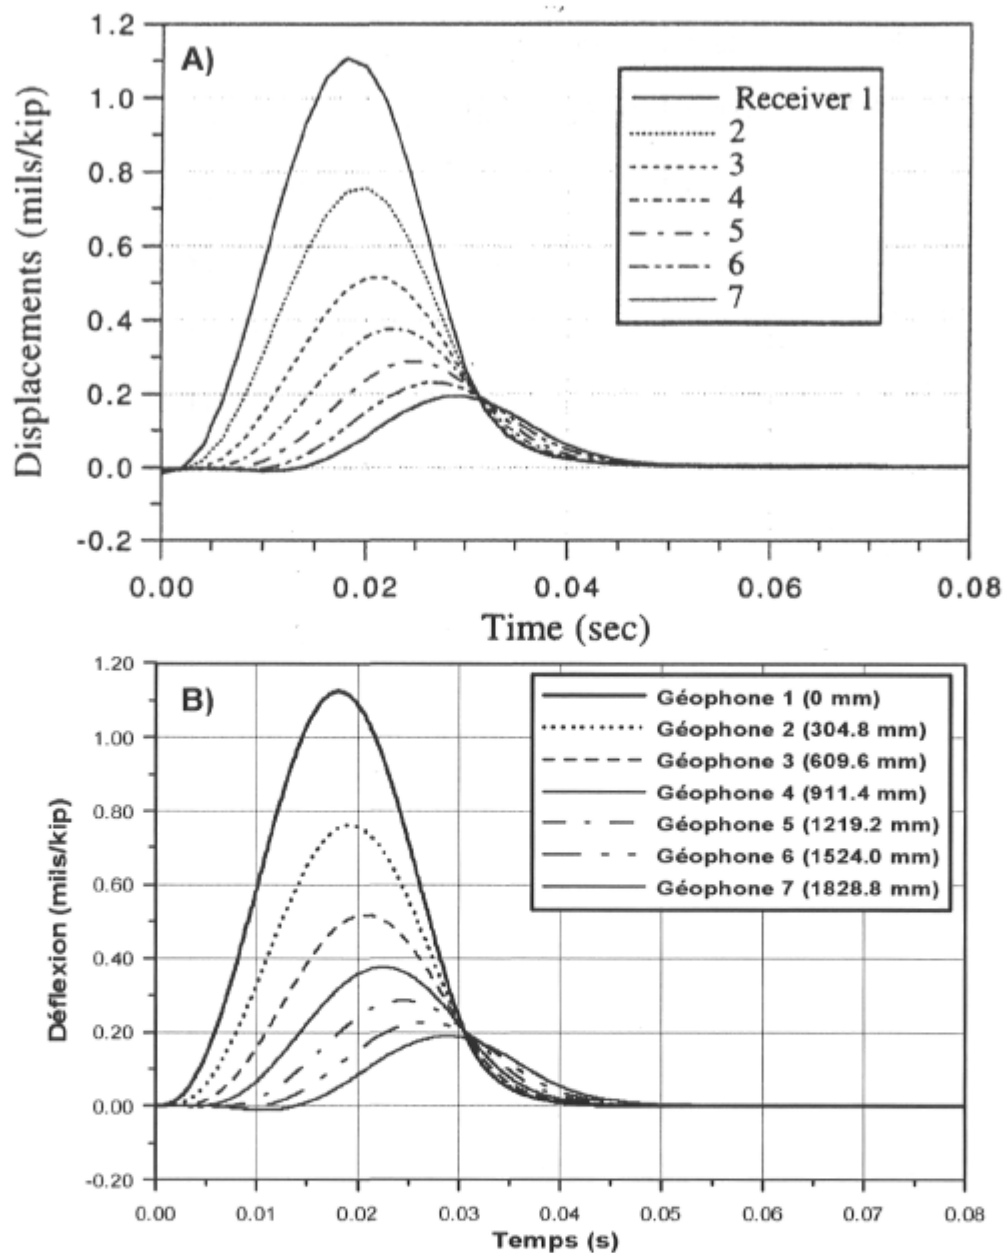 A)
Displacements (mils/kip)
1.2
1.0
0.8
0.6
0.4
0.2
0.0
-0.2
Receiver 1
2
3
4
5
6
7
0.00 0.02 0.04 0.06 0.08
Time (sec)
B)
Déflexion (mils/kip)
1.20
1.00
0.80
0.60
0.40
0.20
0.00
-0.20
Géophone 1 (0 mm)
Géophone 2 (304.8 mm)
Géophone 3 (609.6 mm)
Géophone 4 (911.4 mm)
Géophone 5 (1219.2 mm)
Géophone 6 (1524.0 mm)
Géophone 7 (1828.8 mm)
0.00 0.01 0.02 0.03 0.04 0.05 0.06 0.07 0.08
Temps (s)